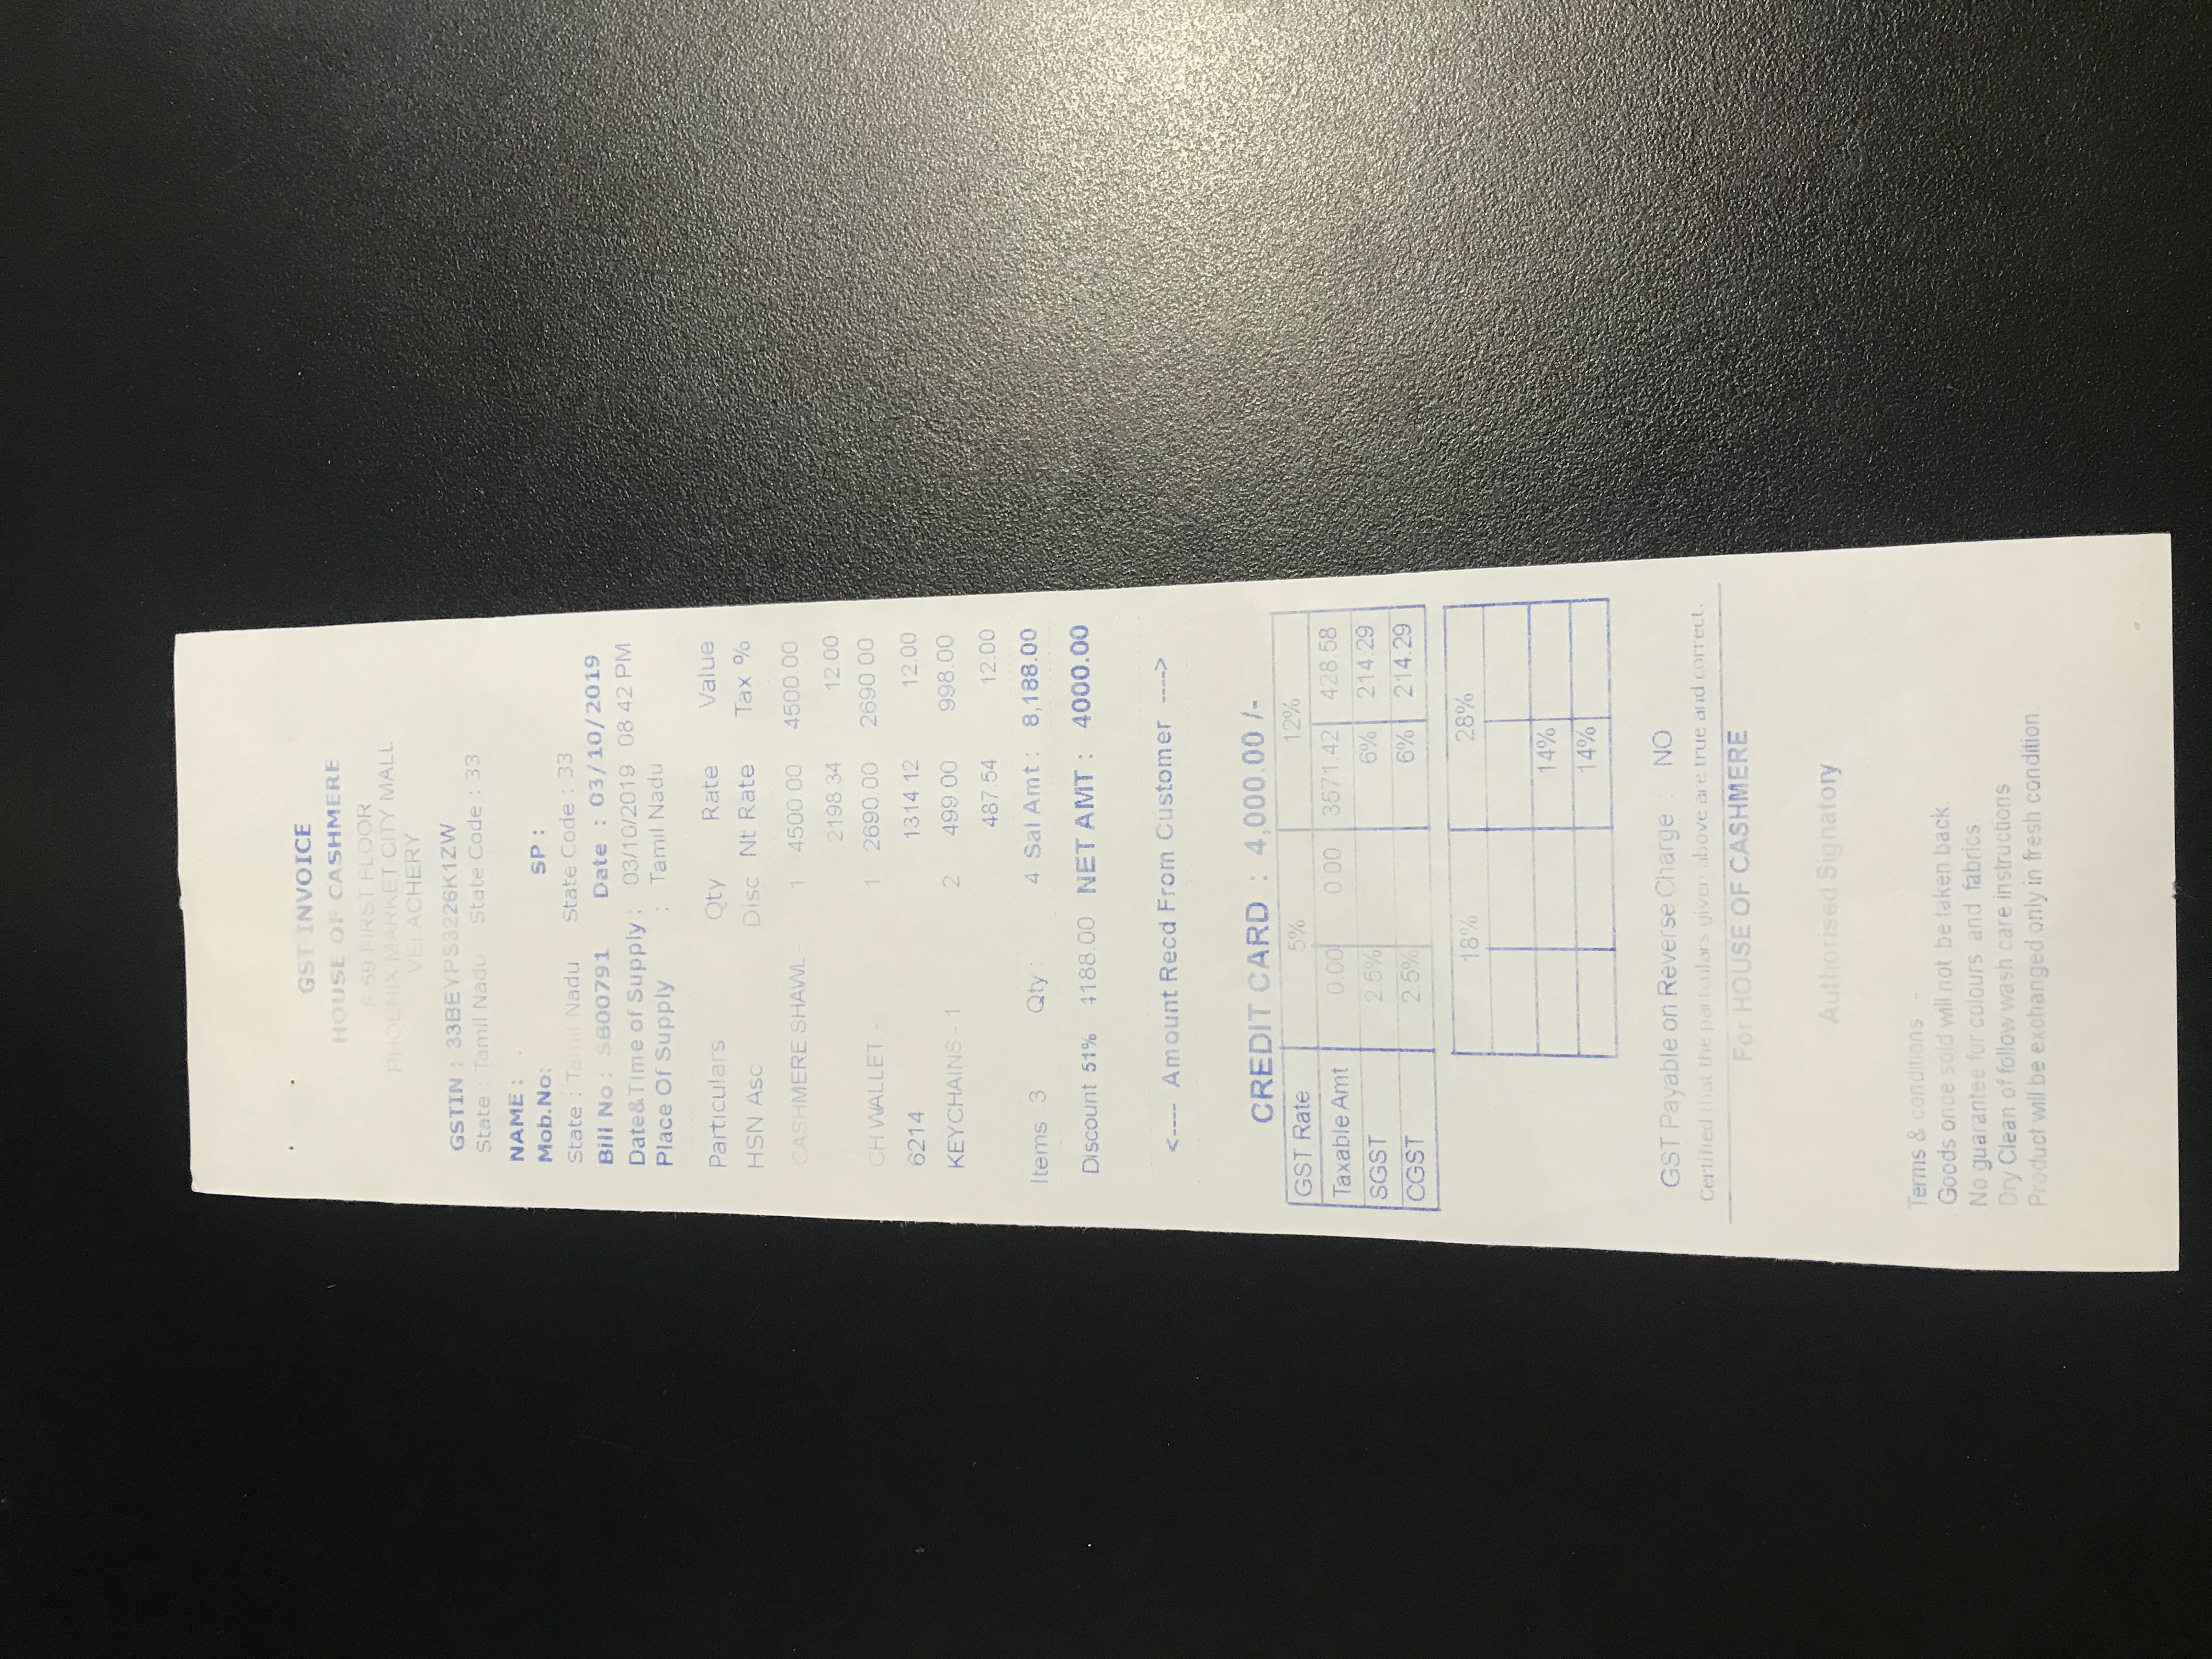 GST INVOICE
HOUSE OF CASHMERE
F 59 FIRST FLOOR
PHOENIX MARKET CITY MALL
VELACHERY
GSTIN : 33BEYPS3226K1ZW
State : Tamil Nadu State Code : 33
NAME :
Mob.No: SP :
State : Tamil Nadu State Code : 33
Bill No : SB00791 Date : 03/10/2019
Date&Time of Supply : 03/10/2019 08:42 PM
Place Of Supply : Tamil Nadu
Particulars Qty Rate Value
HSN Asc Disc Nt Rate Tax %
CASHMERE SHAWL - 1 4500.00 4500.00
2198.34 12.00
CH WALLET - 1 2690.00 2690.00
6214 1314.12 12.00
KEYCHAINS - 1 2 499.00 998.00
487.54 12.00
Items : 3 Qty : 4 Sal Amt : 8,188.00
Discount 51% 4188.00 NET AMT : 4000.00
<---- Amount Recd From Customer ---->
CREDIT CARD : 4,000.00 /-
GST Rate 5% 12%
Taxable Amt 0.00 0.00 3571.42 428.58
SGST 2.5% 6% 214.29
CGST 2.5% 6% 214.29
18% 28%
14%
14%
GST Payable on Reverse Charge : NO
Certified that the particulars given above are true and correct.
For HOUSE OF CASHMERE
Authorised Signatory
Terms & conditions :-
. Goods once sold will not be taken back.
. No guarantee for colours and fabrics.
Dry Clean of follow wash care instructions
Product will be exchanged only in fresh condition.